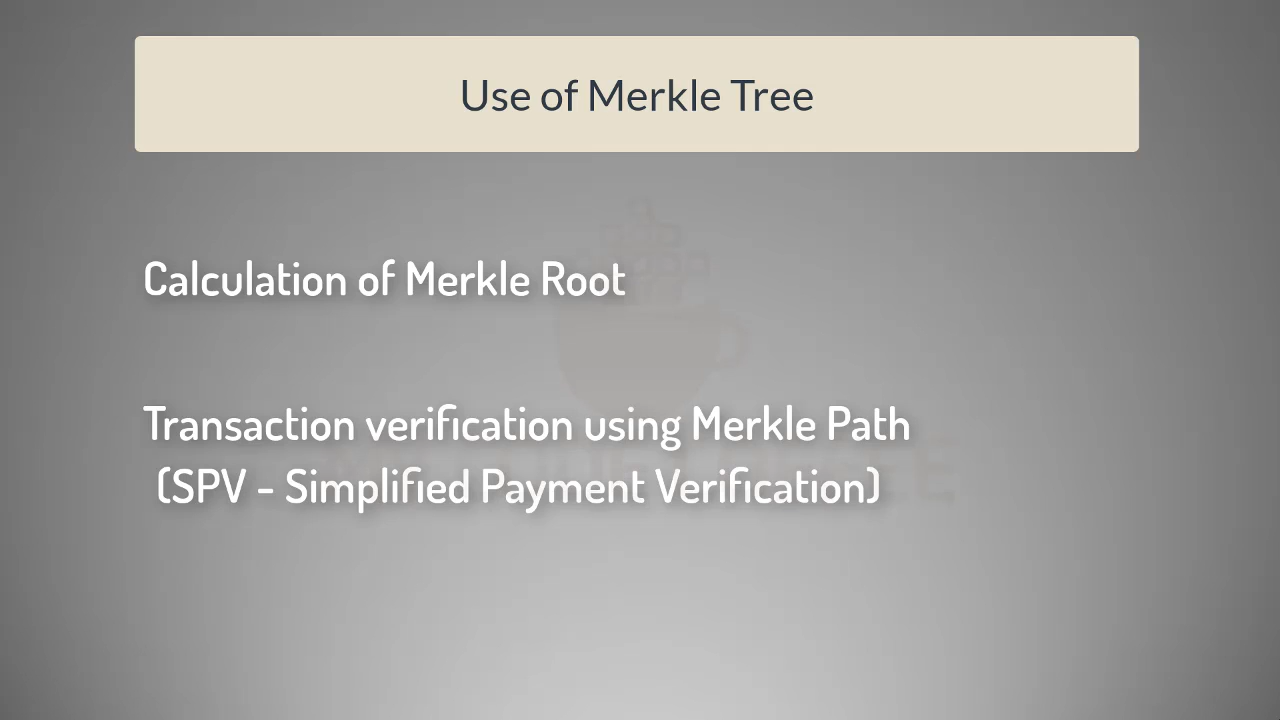 Use of Merkle Tree
Calculation of Merkle Root
Transaction verification using Merkle Path
(SPV - Simplified Payment Verification)